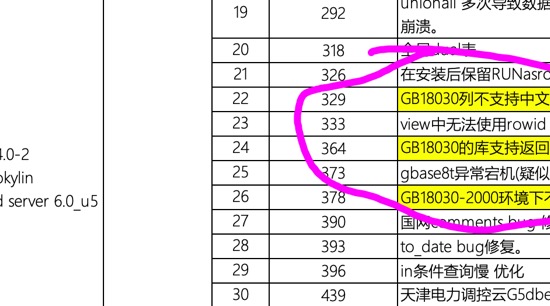 19 292 unionall 多次导致数据
崩溃。
20 318 全局dual表
21 326 在安装后保留RUNasro
22 329 GB18030列不支持中文
23 333 view中无法使用rowid
4.0-2 24 364 GB18030的库支持返回
okylin 25 373 gbase8t异常宕机(疑似
d server 6.0_u5 26 378 GB18030-2000环境下不
27 390 国网comments bug 修
28 393 to_date bug修复。
29 396 in条件查询慢 优化
30 439 天津电力调控云G5dbe